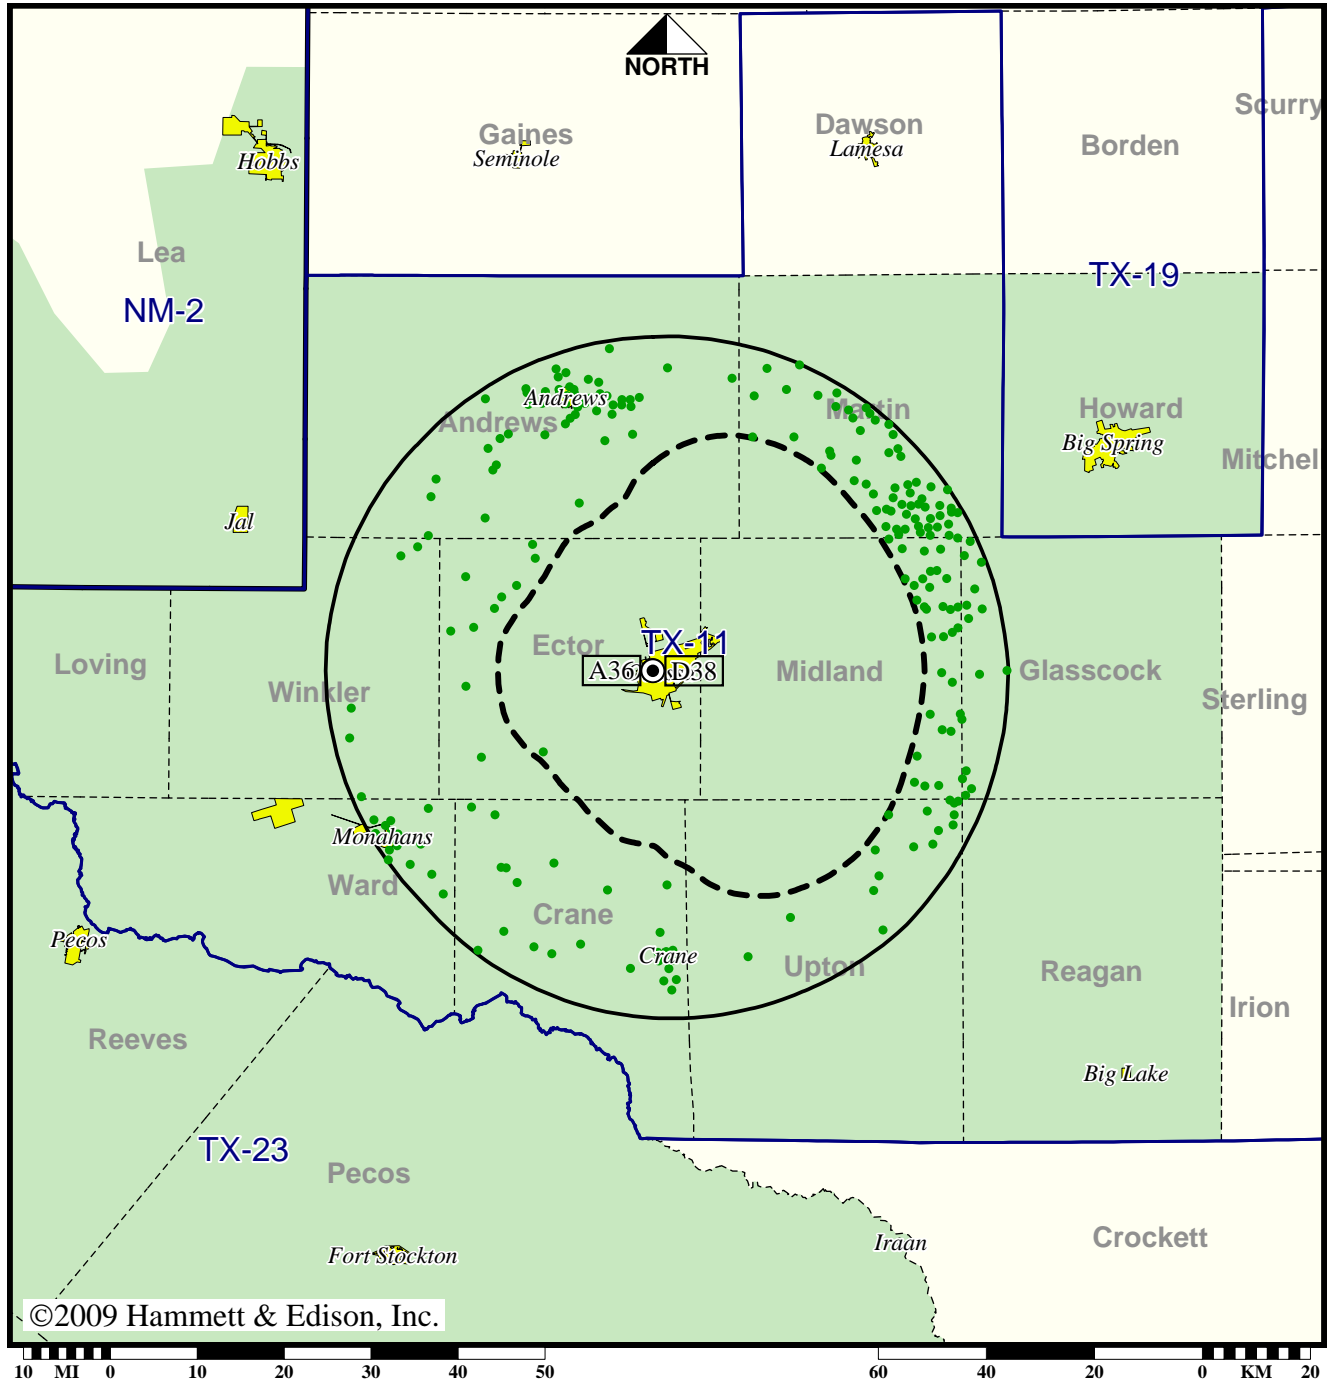 NORTH
Scurry
Gaines
Dawson
Seminole
Lamesa
Borden
Hobbs
Lea
TX-19
NM-2
Andrews
Andrews
Martin
Howard
Big Spring
Mitchel
Jal
Ector
TX-11
Loving
Winkler
A36
D38
Midland
Glasscock
Sterling
Monahans
Ward
Crane
Pecos
Crane
Upton
Reagan
Irion
Reeves
Big Lake
TX-23
Pecos
Iraan
Crockett
Fort Stockton
©2009 Hammett & Edison, Inc.
10 MI 0 10 20 30 40 50 60 40 20 0 KM 20